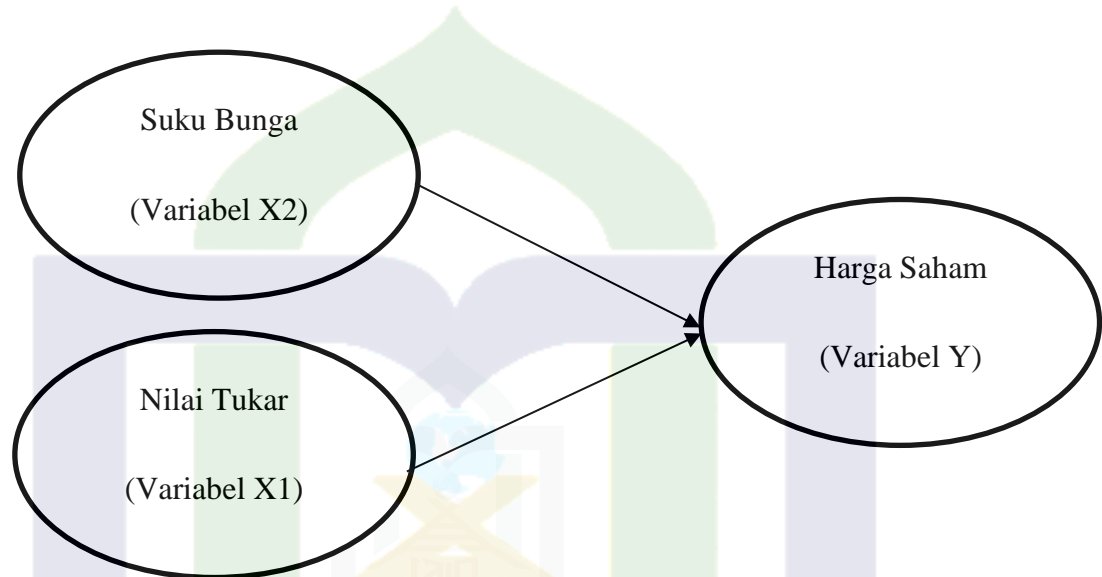 Suku Bunga
(Variabel X2)
Harga Saham
(Variabel Y)
Nilai Tukar
(Variabel X1)